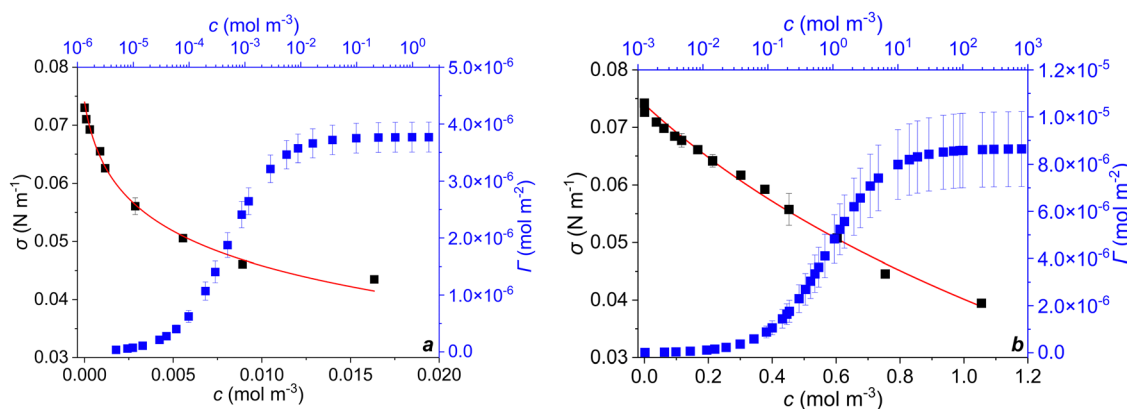 c (mol m⁻³)
10⁻⁶ 10⁻⁵ 10⁻⁴ 10⁻³ 10⁻² 10⁻¹ 10⁰
0.08
0.07
0.06
0.05
0.04
0.03
σ (N m⁻¹)
5.0×10⁻⁶
4.0×10⁻⁶
3.0×10⁻⁶
2.0×10⁻⁶
1.0×10⁻⁶
0.0
Γ (mol m⁻²)
a
0.000 0.005 0.010 0.015 0.020
c (mol m⁻³)
c (mol m⁻³)
10⁻³ 10⁻² 10⁻¹ 10⁰ 10¹ 10² 10³
0.08
0.07
0.06
0.05
0.04
0.03
σ (N m⁻¹)
1.2×10⁻⁵
1.0×10⁻⁵
8.0×10⁻⁶
6.0×10⁻⁶
4.0×10⁻⁶
2.0×10⁻⁶
0.0
Γ (mol m⁻²)
b
0.0 0.2 0.4 0.6 0.8 1.0 1.2
c (mol m⁻³)